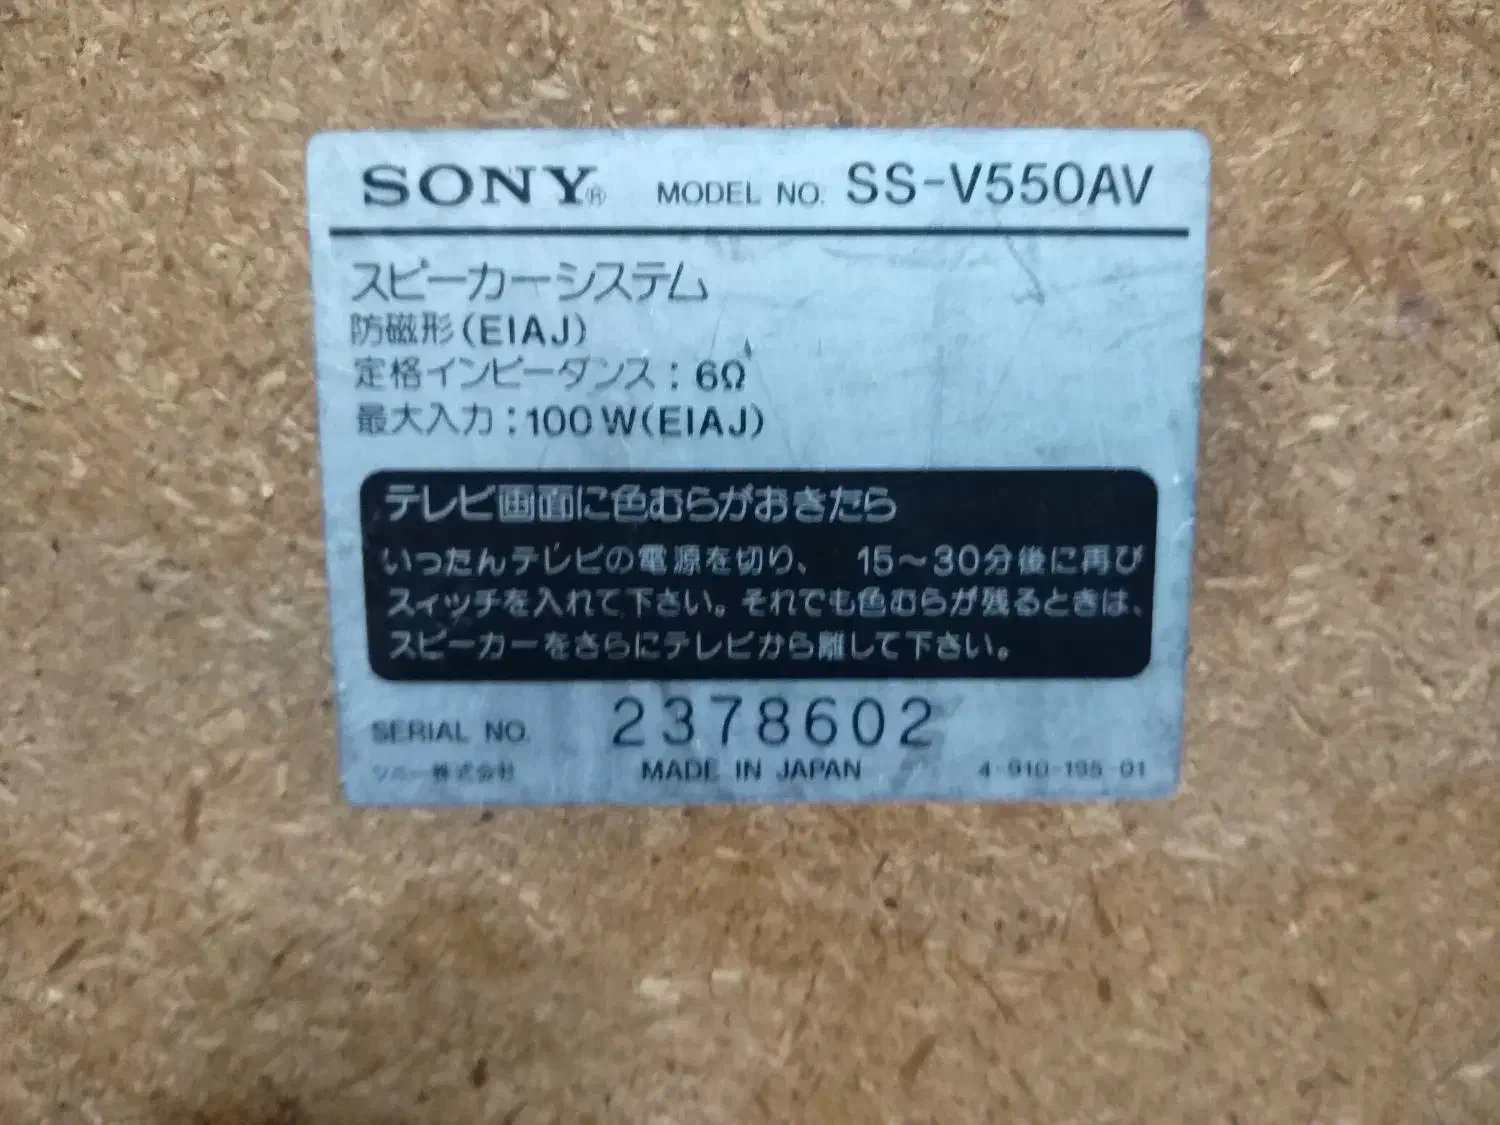 SONY® MODEL NO. SS-V550AV
スピーカーシステム
防磁形(EIAJ)
定格インピーダンス:6Ω
最大入力:100W(EIAJ)
テレビ画面に色むらがおきたら
いったんテレビの電源を切り、 15〜30分後に再び
スィッチを入れて下さい。それでも色むらが残るときは、
スピーカーをさらにテレビから離して下さい。
SERIAL NO. 2378602
ソニー株式会社 MADE IN JAPAN 4-910-195-01